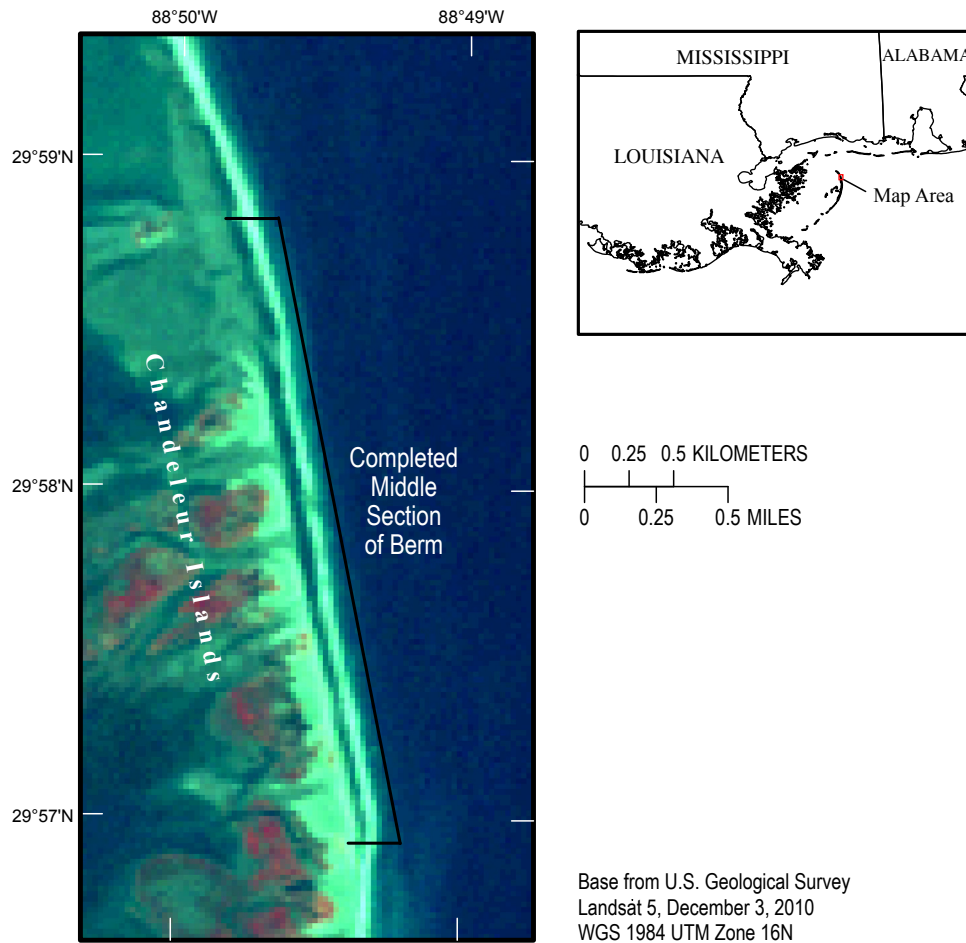 88°50'W
88°49'W
29°59'N
29°58'N
29°57'N
Chandeleur Islands
Completed
Middle
Section
of Berm
MISSISSIPPI
ALABAMA
LOUISIANA
Map Area
0 0.25 0.5 KILOMETERS
0 0.25 0.5 MILES
Base from U.S. Geological Survey
Landsat 5, December 3, 2010
WGS 1984 UTM Zone 16N